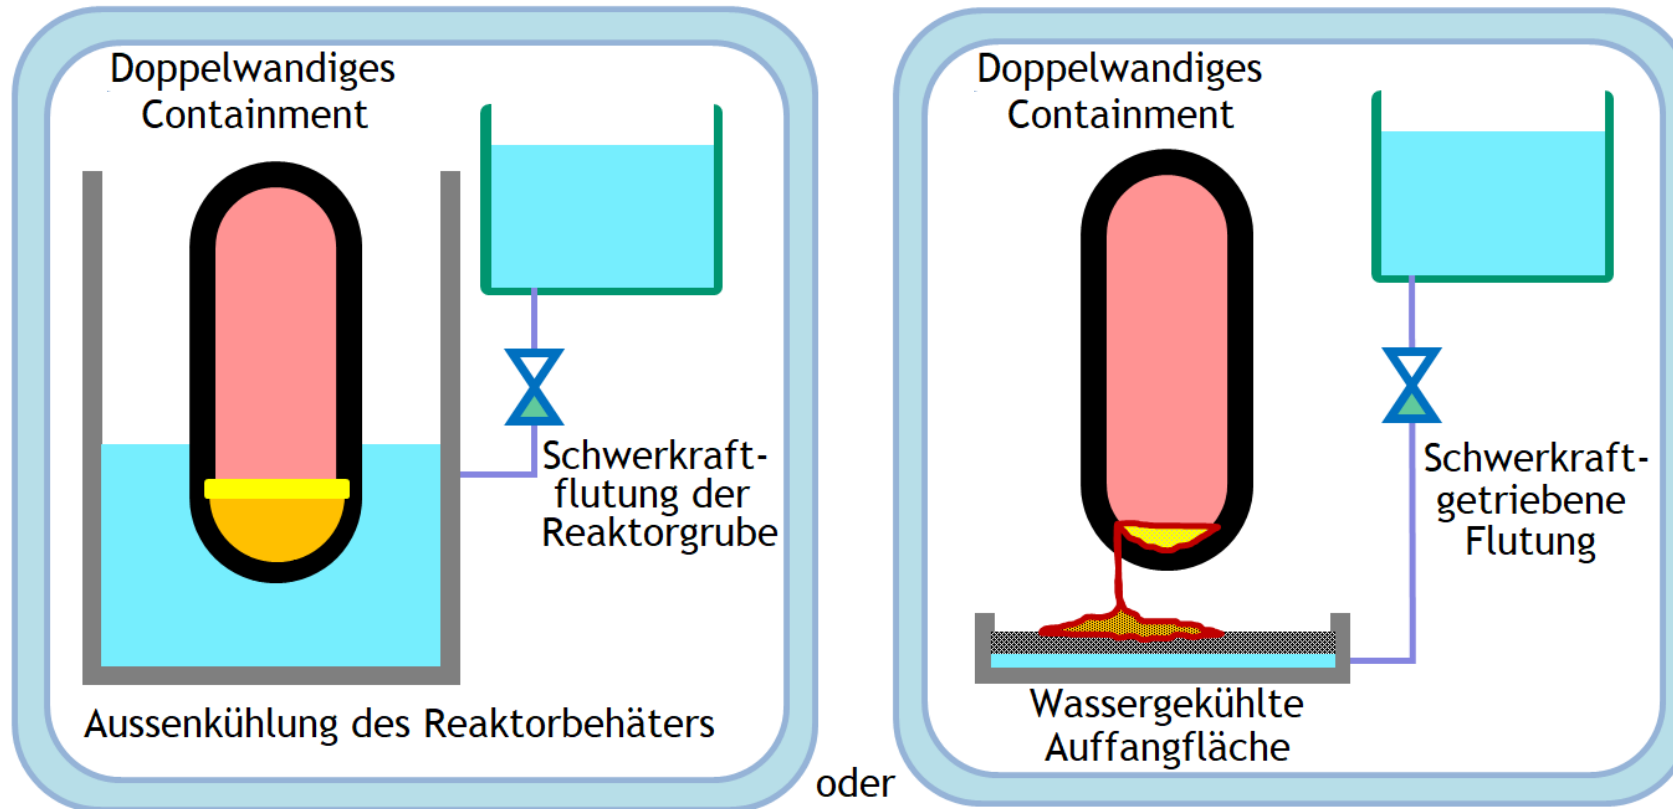 Doppelwandiges
Containment
Schwerkraft-
flutung der
Reaktorgrube
Aussenkühlung des Reaktorbehäters
oder
Doppelwandiges
Containment
Schwerkraft-
getriebene
Flutung
Wassergekühlte
Auffangfläche